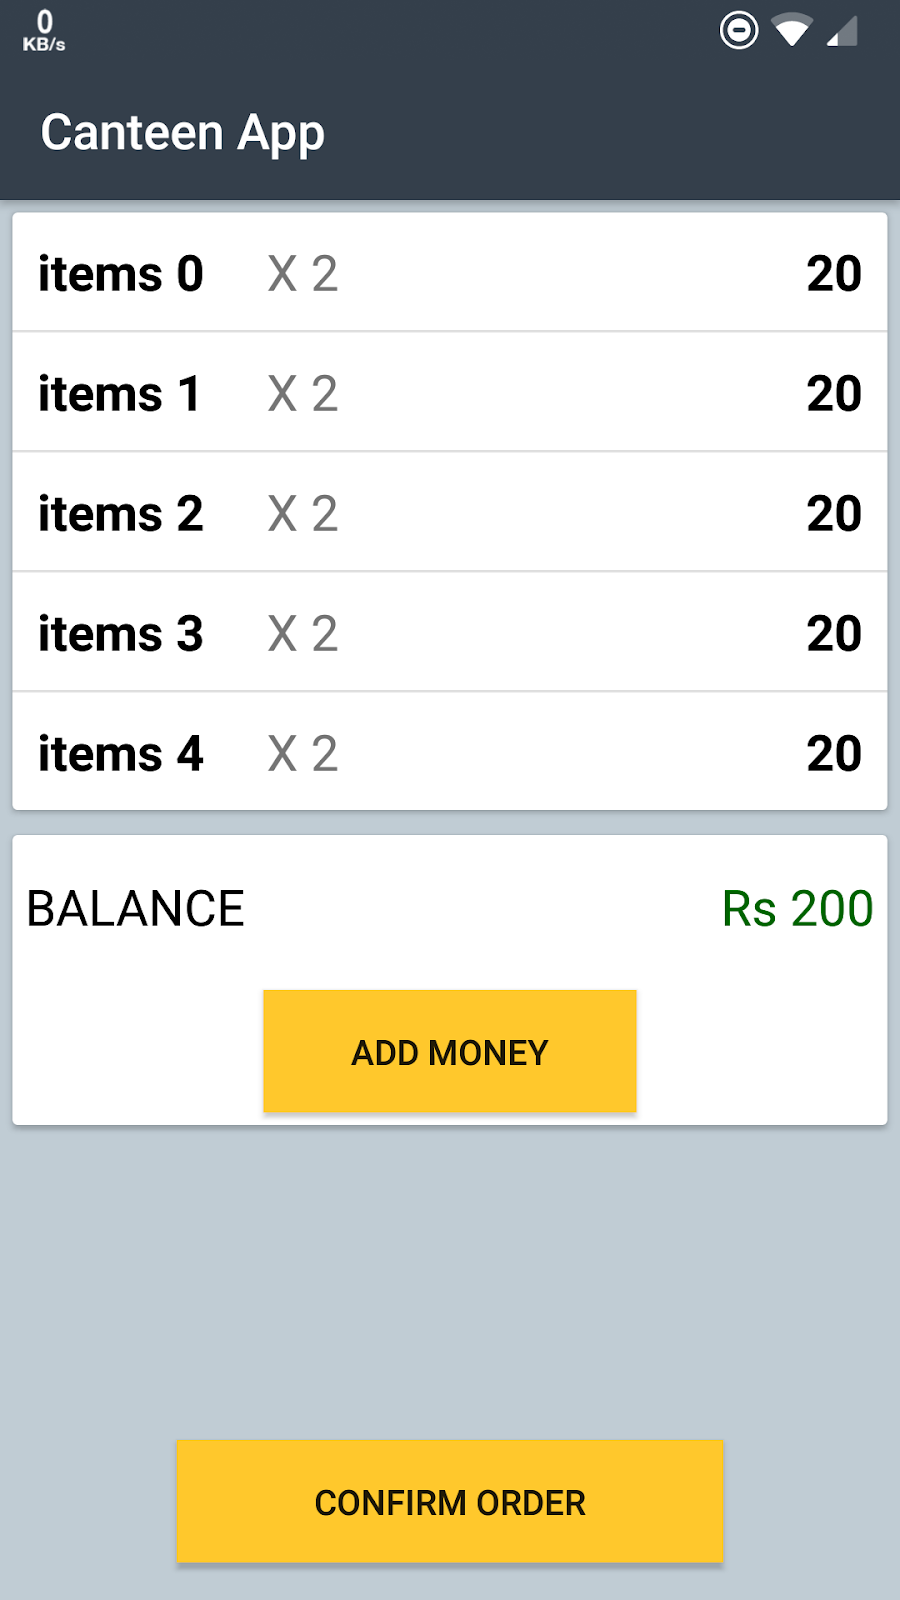 0
KB/s
Canteen App
items 0 X 2 20
items 1 X 2 20
items 2 X 2 20
items 3 X 2 20
items 4 X 2 20
BALANCE Rs 200
ADD MONEY
CONFIRM ORDER